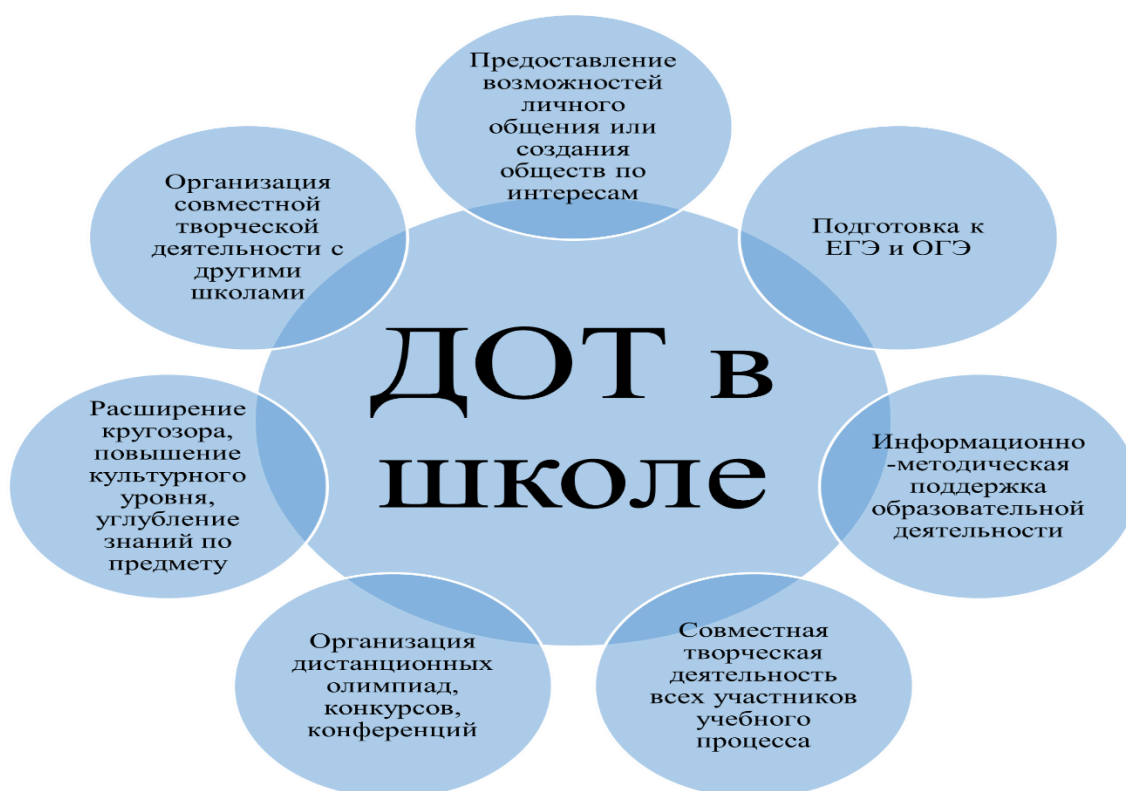 Предоставление
возможностей
личного
общения или
создания
обществ по
интересам
Подготовка к
ЕГЭ и ОГЭ
Информационно
-методическая
поддержка
образовательной
деятельности
Совместная
творческая
деятельность
всех участников
учебного
процесса
Организация
дистанционных
олимпиад,
конкурсов,
конференций
Расширение
кругозора,
повышение
культурного
уровня,
углубление
знаний по
предмету
Организация
совместной
творческой
деятельности с
другими
школами
ДОТ в
школе